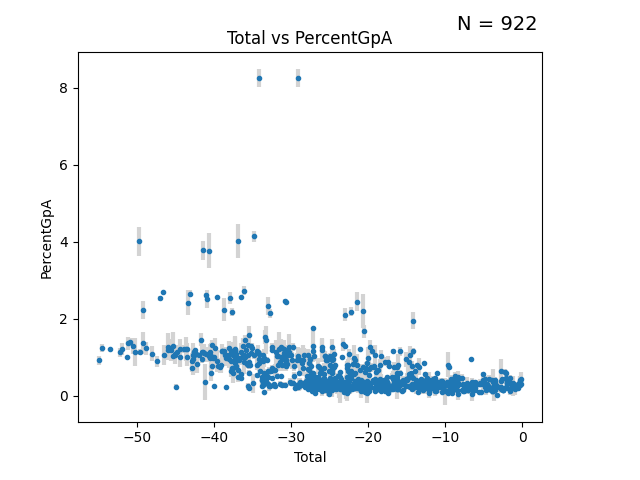 N = 922
Total vs PercentGpA
PercentGpA
8
6
4
2
0
−50 −40 −30 −20 −10 0
Total